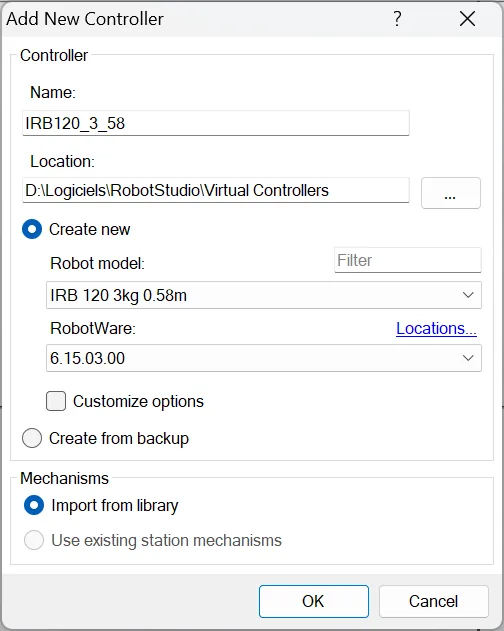 Add New Controller ?
Controller
Name:
IRB120_3_58
Location:
D:\Logiciels\RobotStudio\Virtual Controllers
...
Create new
Robot model:
Filter
IRB 120 3kg 0.58m
RobotWare:
Locations...
6.15.03.00
Customize options
Create from backup
Mechanisms
Import from library
Use existing station mechanisms
OK
Cancel